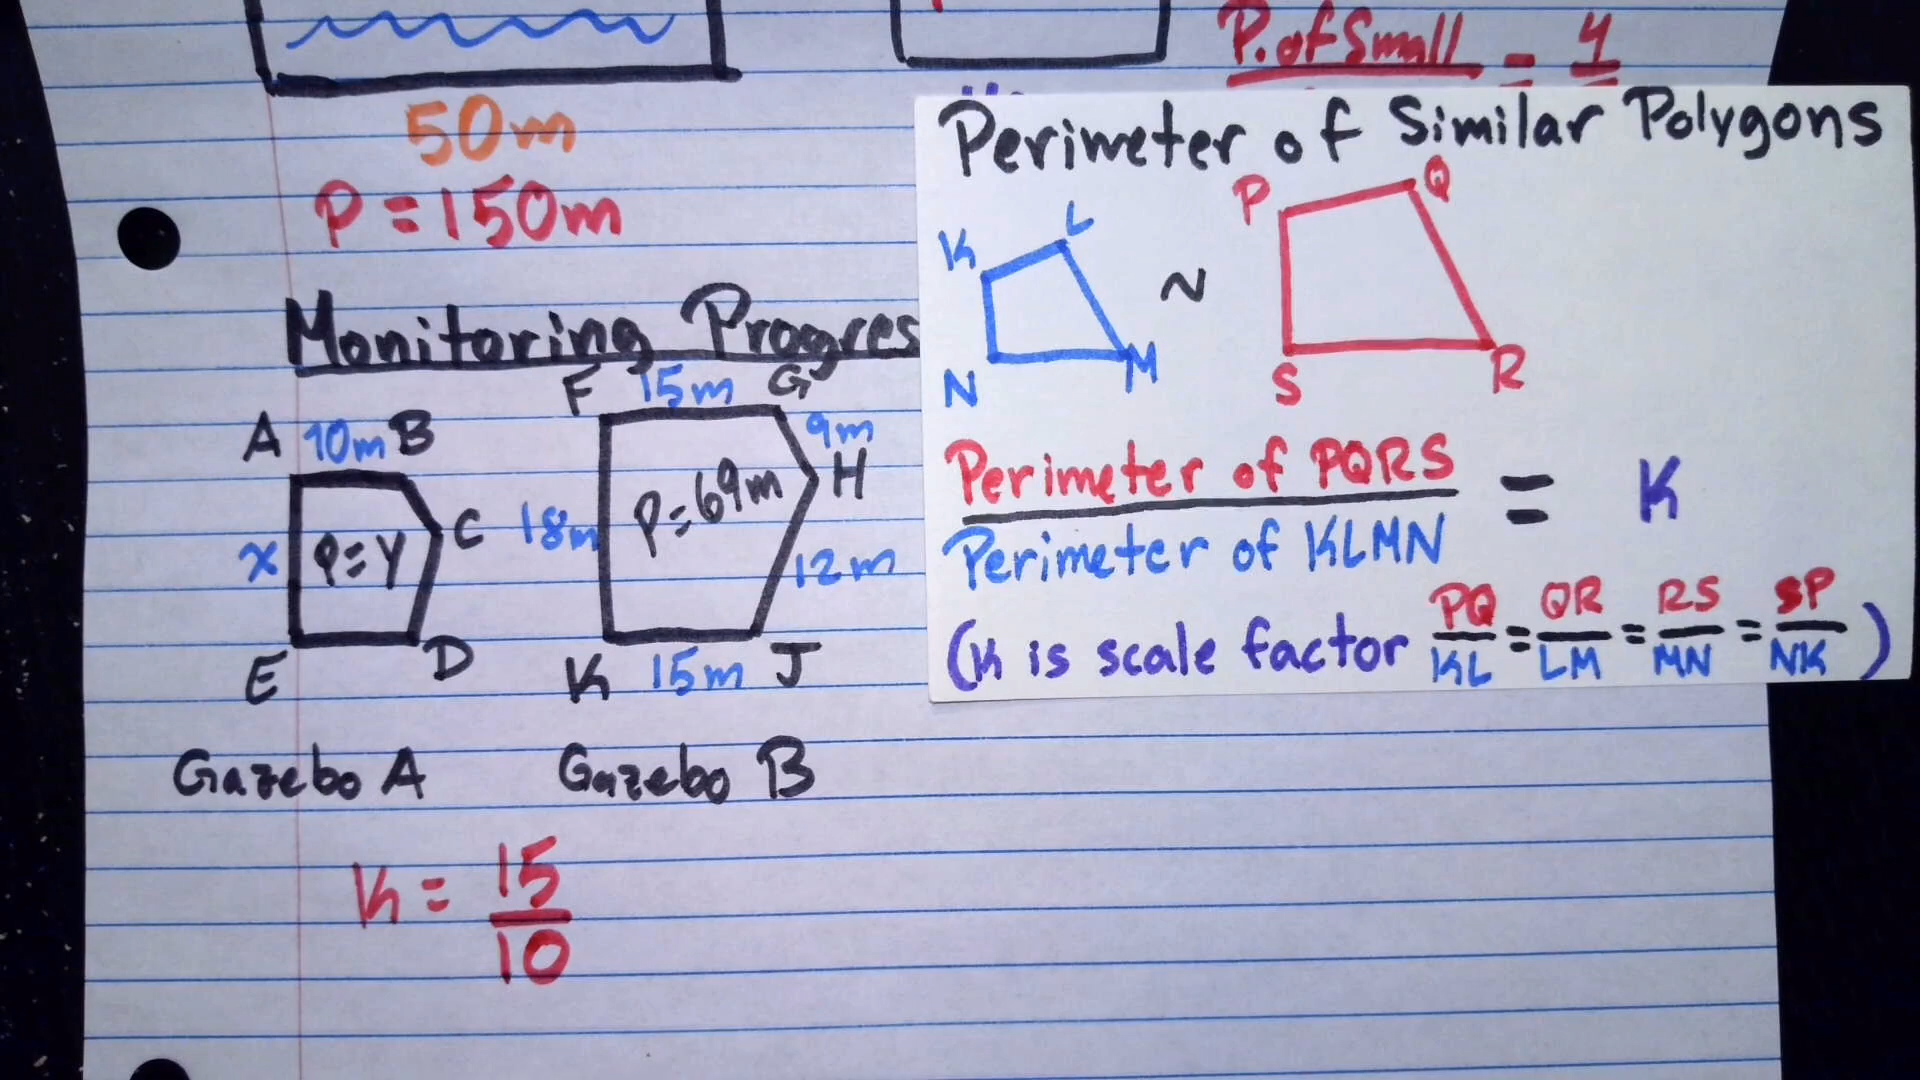 P. of Small = 4
50m
P = 150m
Monitoring Progres
A 10m B
x
P = Y
C
E
D
F 15m G
9m
H
18m
P = 69m
12m
K 15m J
Gazebo A
Gazebo B
K = 15
10
Perimeter of Similar Polygons
K
L
N
M
~
P
Q
S
R
Perimeter of PQRS = K
Perimeter of KLMN
(K is scale factor PQ = QR = RS = SP )
KL LM MN NK